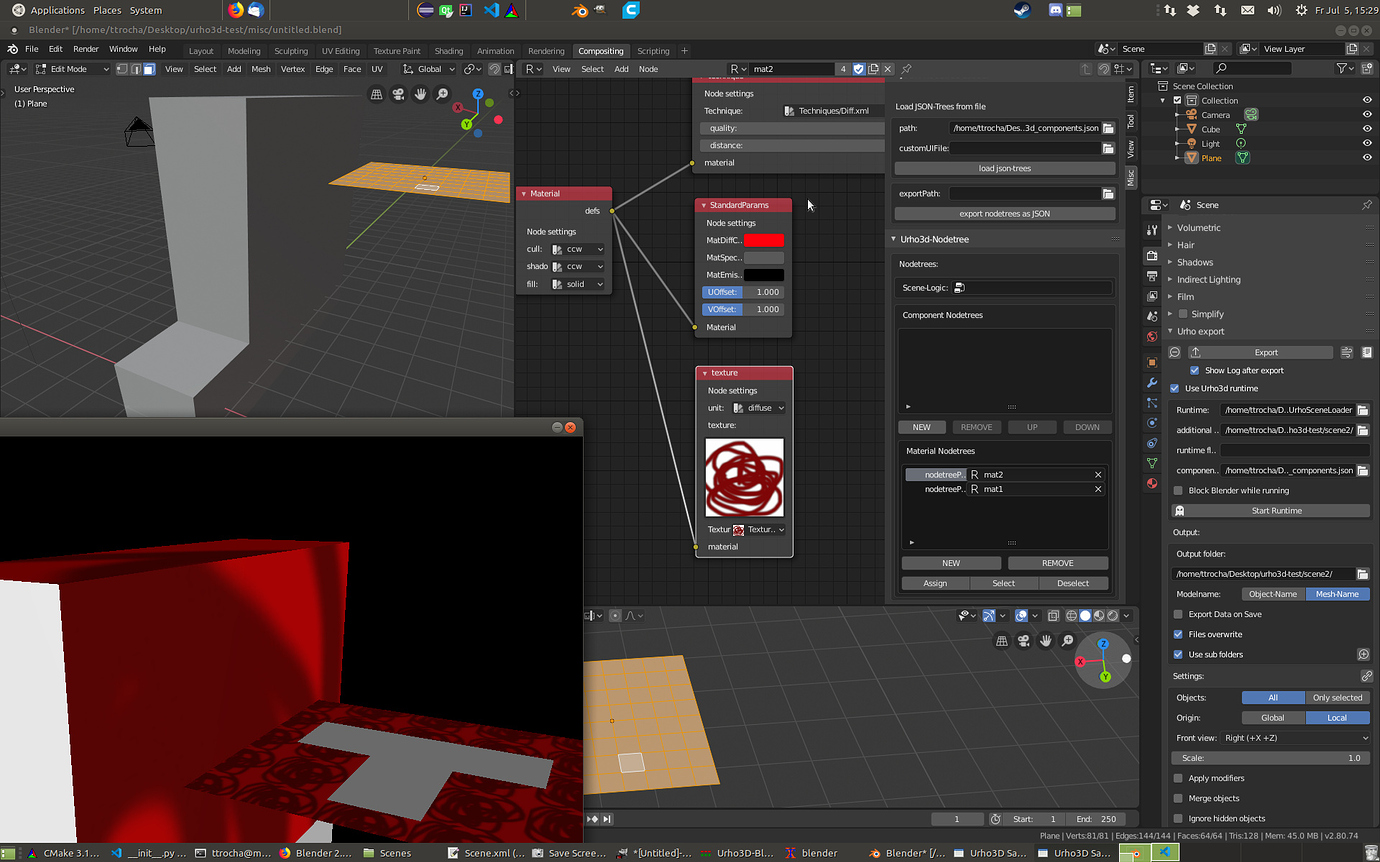 Applications Places System
Fr Jul 5, 15:29
Blender* [/home/ttrocha/Desktop/urho3d-test/misc/untitled.blend]
File Edit Render Window Help
Layout Modeling Sculpting UV Editing Texture Paint Shading Animation Rendering Compositing Scripting +
Scene
View Layer
Edit Mode
View Select Add Mesh Vertex Edge Face UV
Global
View Select Add Node
mat2
4
User Perspective
(1) Plane
Material
defs
Node settings
cull: ccw
shado ccw
fill: solid
Node settings
Technique: Techniques/Diff.xml
quality:
distance:
material
StandardParams
Node settings
MatDiffC..
MatSpec..
MatEmis..
UOffset: 1.000
VOffset: 1.000
Material
texture
Node settings
unit: diffuse
texture:
Textur Textur..
material
Item
Tool
View
Misc
Load JSON-Trees from file
path: /home/ttrocha/Des..3d_components.json
customUIFile:
load json-trees
exportPath:
export nodetrees as JSON
Urho3d-Nodetree
Nodetrees:
Scene-Logic:
Component Nodetrees
NEW REMOVE UP DOWN
Material Nodetrees
nodetreeP.. mat2
nodetreeP.. mat1
NEW REMOVE
Assign Select Deselect
Scene Collection
Collection
Camera
Cube
Light
Plane
Scene
Volumetric
Hair
Shadows
Indirect Lighting
Film
Simplify
Urho export
Export
Show Log after export
Use Urho3d runtime
Runtime: /home/ttrocha/D..UrhoSceneLoader
additional .. /home/ttrocha/D..ho3d-test/scene2/
runtime fl..
componen.. /home/ttrocha/D.._components.json
Block Blender while running
Start Runtime
Output:
Output folder:
/home/ttrocha/Desktop/urho3d-test/scene2/
Modelname: Object-Name Mesh-Name
Export Data on Save
Files overwrite
Use sub folders
Settings:
Objects: All Only selected
Origin: Global Local
Front view: Right (+X +Z)
Scale: 1.0
Apply modifiers
Merge objects
Ignore hidden objects
X
Y
Z
1
Start: 1
End: 250
Plane | Verts:81/81 | Edges:144/144 | Faces:64/64 | Tris:128 | Mem: 45.0 MB | v2.80.74
CMake 3.1... __init__.py ... ttrocha@m... Blender 2.... Scenes Scene.xml (... Save Scree... *[Untitled]-... Urho3D-Bl... blender Blender* [/... Urho3D Sa... Urho3D Sa...